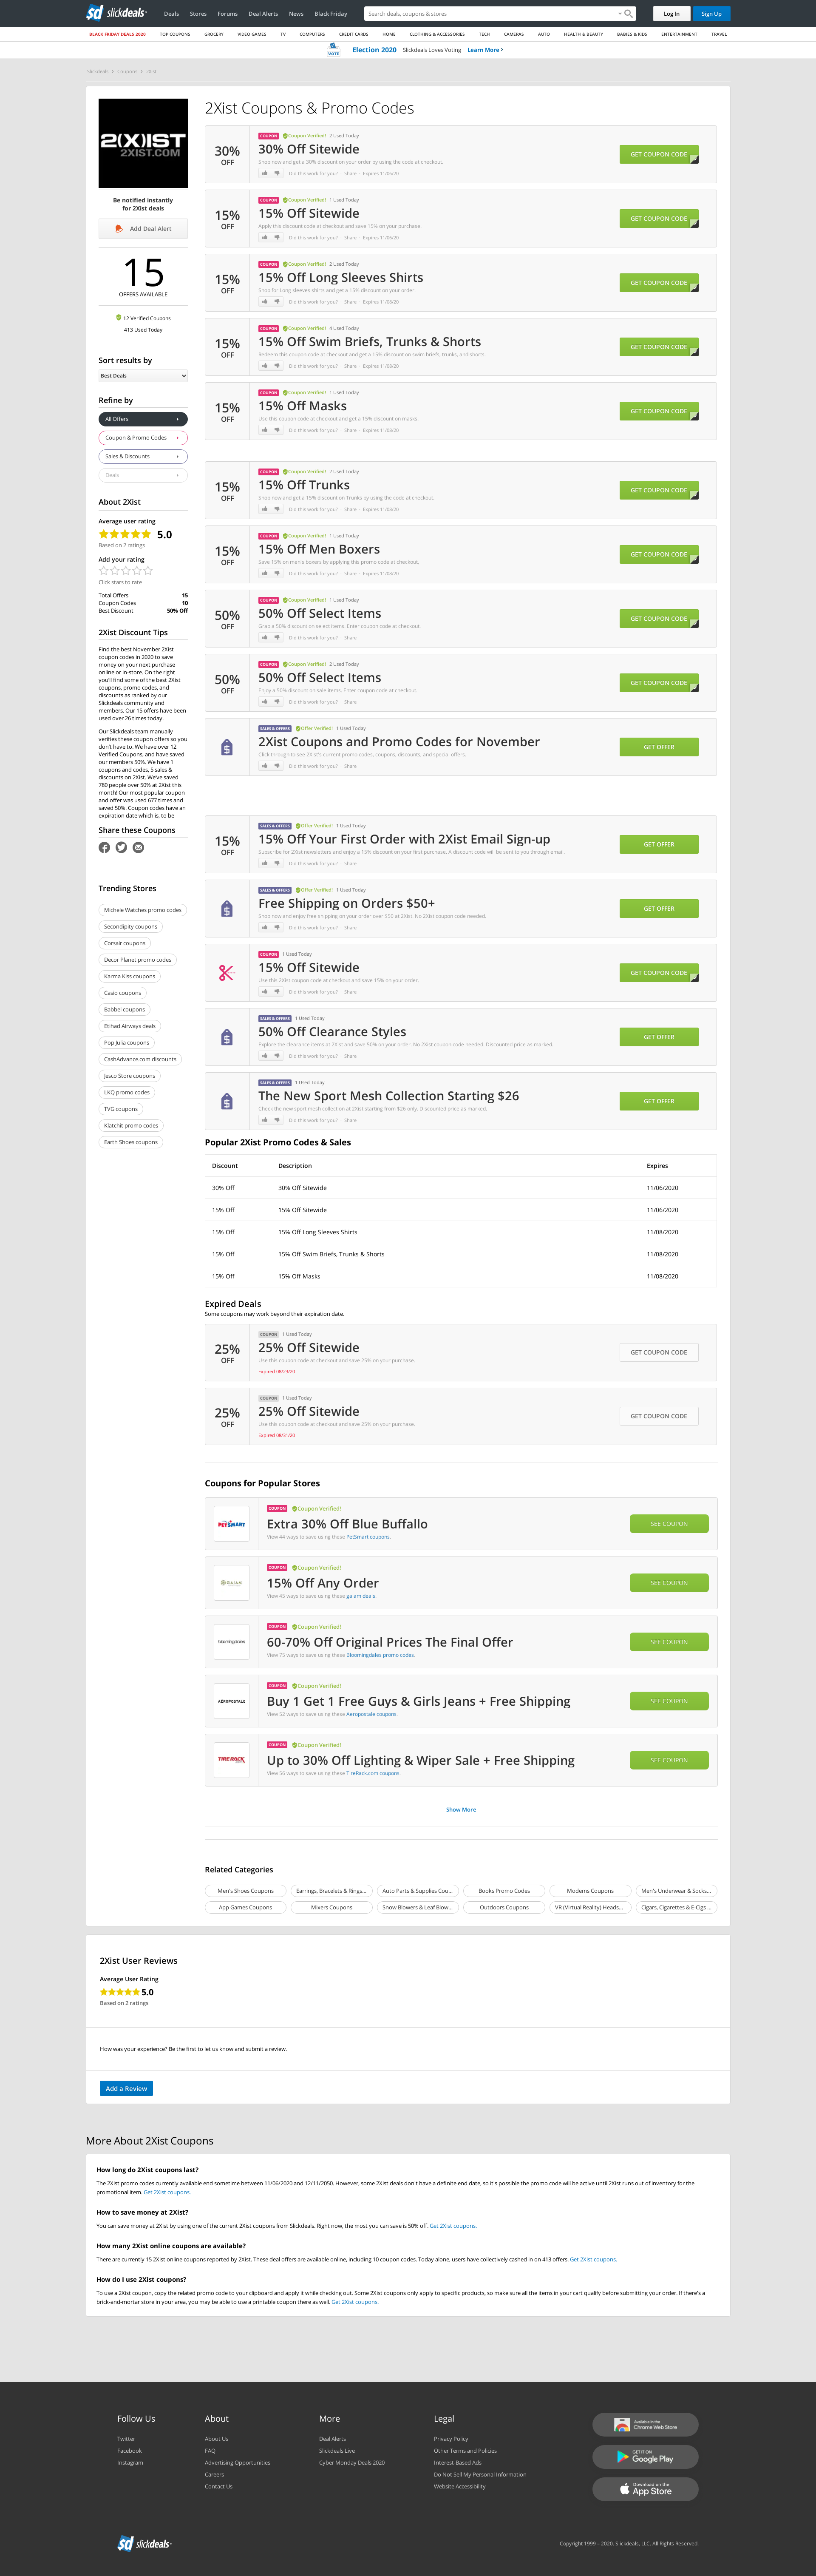 slickdeals
Deals Stores Forums Deal Alerts News Black Friday
Search deals, coupons & stores
Log In
Sign Up
BLACK FRIDAY DEALS 2020 TOP COUPONS GROCERY VIDEO GAMES TV COMPUTERS CREDIT CARDS HOME CLOTHING & ACCESSORIES TECH CAMERAS AUTO HEALTH & BEAUTY BABIES & KIDS ENTERTAINMENT TRAVEL
VOTE Election 2020 Slickdeals Loves Voting Learn More
Slickdeals Coupons 2Xist
2(X)IST
2XIST.COM
Be notified instantly
for 2Xist deals
Add Deal Alert
15
OFFERS AVAILABLE
12 Verified Coupons
413 Used Today
Sort results by
Best Deals
Refine by
All Offers
Coupon & Promo Codes
Sales & Discounts
Deals
About 2Xist
Average user rating
5.0
Based on 2 ratings
Add your rating
Click stars to rate
Total Offers 15
Coupon Codes 10
Best Discount 50% Off
2Xist Discount Tips
Find the best November 2Xist
coupon codes in 2020 to save
money on your next purchase
online or in-store. On the right
you'll find some of the best 2Xist
coupons, promo codes, and
discounts as ranked by our
Slickdeals community and
members. Our 15 offers have been
used over 26 times today.
Our Slickdeals team manually
verifies these coupon offers so you
don't have to. We have over 12
Verified Coupons, and have saved
our members 50%. We have 1
coupons and codes, 5 sales &
discounts on 2Xist. We've saved
780 people over 50% at 2Xist this
month! Our most popular coupon
and offer was used 677 times and
saved 50%. Coupon codes have an
expiration date which is, to be
Share these Coupons
Trending Stores
Michele Watches promo codes
Secondipity coupons
Corsair coupons
Decor Planet promo codes
Karma Kiss coupons
Casio coupons
Babbel coupons
Etihad Airways deals
Pop Julia coupons
CashAdvance.com discounts
Jesco Store coupons
LKQ promo codes
TVG coupons
Klatchit promo codes
Earth Shoes coupons
2Xist Coupons & Promo Codes
30% OFF
COUPON Coupon Verified! 2 Used Today
30% Off Sitewide
Shop now and get a 30% discount on your order by using the code at checkout.
Did this work for you? · Share · Expires 11/06/20
GET COUPON CODE
15% OFF
COUPON Coupon Verified! 1 Used Today
15% Off Sitewide
Apply this discount code at checkout and save 15% on your purchase.
Did this work for you? · Share · Expires 11/06/20
GET COUPON CODE
15% OFF
COUPON Coupon Verified! 2 Used Today
15% Off Long Sleeves Shirts
Shop for Long sleeves shirts and get a 15% discount on your order.
Did this work for you? · Share · Expires 11/08/20
GET COUPON CODE
15% OFF
COUPON Coupon Verified! 4 Used Today
15% Off Swim Briefs, Trunks & Shorts
Redeem this coupon code at checkout and get a 15% discount on swim briefs, trunks, and shorts.
Did this work for you? · Share · Expires 11/08/20
GET COUPON CODE
15% OFF
COUPON Coupon Verified! 1 Used Today
15% Off Masks
Use this coupon code at checkout and get a 15% discount on masks.
Did this work for you? · Share · Expires 11/08/20
GET COUPON CODE
15% OFF
COUPON Coupon Verified! 2 Used Today
15% Off Trunks
Shop now and get a 15% discount on Trunks by using the code at checkout.
Did this work for you? · Share · Expires 11/08/20
GET COUPON CODE
15% OFF
COUPON Coupon Verified! 1 Used Today
15% Off Men Boxers
Save 15% on men's boxers by applying this promo code at checkout.
Did this work for you? · Share · Expires 11/08/20
GET COUPON CODE
50% OFF
COUPON Coupon Verified! 1 Used Today
50% Off Select Items
Grab a 50% discount on select items. Enter coupon code at checkout.
Did this work for you? · Share
GET COUPON CODE
50% OFF
COUPON Coupon Verified! 2 Used Today
50% Off Select Items
Enjoy a 50% discount on sale items. Enter coupon code at checkout.
Did this work for you? · Share
GET COUPON CODE
SALES & OFFERS Offer Verified! 1 Used Today
2Xist Coupons and Promo Codes for November
Click through to see 2Xist's current promo codes, coupons, discounts, and special offers.
Did this work for you? · Share
GET OFFER
15% OFF
SALES & OFFERS Offer Verified! 1 Used Today
15% Off Your First Order with 2Xist Email Sign-up
Subscribe for 2Xist newsletters and enjoy a 15% discount on your first purchase. A discount code will be sent to you through email.
Did this work for you? · Share
GET OFFER
SALES & OFFERS Offer Verified! 1 Used Today
Free Shipping on Orders $50+
Shop now and enjoy free shipping on your order over $50 at 2Xist. No 2Xist coupon code needed.
Did this work for you? · Share
GET OFFER
COUPON 1 Used Today
15% Off Sitewide
Use this 2Xist coupon code at checkout and save 15% on your order.
Did this work for you? · Share
GET COUPON CODE
SALES & OFFERS 1 Used Today
50% Off Clearance Styles
Explore the clearance items at 2Xist and save 50% on your order. No 2Xist coupon code needed. Discounted price as marked.
Did this work for you? · Share
GET OFFER
SALES & OFFERS 1 Used Today
The New Sport Mesh Collection Starting $26
Check the new sport mesh collection at 2Xist starting from $26 only. Discounted price as marked.
Did this work for you? · Share
GET OFFER
Popular 2Xist Promo Codes & Sales
Discount Description Expires
30% Off 30% Off Sitewide 11/06/2020
15% Off 15% Off Sitewide 11/06/2020
15% Off 15% Off Long Sleeves Shirts 11/08/2020
15% Off 15% Off Swim Briefs, Trunks & Shorts 11/08/2020
15% Off 15% Off Masks 11/08/2020
Expired Deals
Some coupons may work beyond their expiration date.
25% OFF
COUPON 1 Used Today
25% Off Sitewide
Use this coupon code at checkout and save 25% on your purchase.
Expired 08/23/20
GET COUPON CODE
25% OFF
COUPON 1 Used Today
25% Off Sitewide
Use this coupon code at checkout and save 25% on your purchase.
Expired 08/31/20
GET COUPON CODE
Coupons for Popular Stores
PETSMART
COUPON Coupon Verified!
Extra 30% Off Blue Buffallo
View 44 ways to save using these PetSmart coupons.
SEE COUPON
GAIAM
COUPON Coupon Verified!
15% Off Any Order
View 45 ways to save using these gaiam deals.
SEE COUPON
bloomingdales
COUPON Coupon Verified!
60-70% Off Original Prices The Final Offer
View 73 ways to save using these Bloomingdales promo codes.
SEE COUPON
AÉROPOSTALE
COUPON Coupon Verified!
Buy 1 Get 1 Free Guys & Girls Jeans + Free Shipping
View 52 ways to save using these Aeropostale coupons.
SEE COUPON
TIRE RACK
COUPON Coupon Verified!
Up to 30% Off Lighting & Wiper Sale + Free Shipping
View 56 ways to save using these TireRack.com coupons.
SEE COUPON
Show More
Related Categories
Men's Shoes Coupons Earrings, Bracelets & Rings... Auto Parts & Supplies Cou... Books Promo Codes Modems Coupons Men's Underwear & Socks...
App Games Coupons Mixers Coupons Snow Blowers & Leaf Blow... Outdoors Coupons VR (Virtual Reality) Heads... Cigars, Cigarettes & E-Cigs ...
2Xist User Reviews
Average User Rating
5.0
Based on 2 ratings
How was your experience? Be the first to let us know and submit a review.
Add a Review
More About 2Xist Coupons
How long do 2Xist coupons last?
The 2Xist promo codes currently available end sometime between 11/06/2020 and 12/11/2050. However, some 2Xist deals don't have a definite end date, so it's possible the promo code will be active until 2Xist runs out of inventory for the
promotional item. Get 2Xist coupons.
How to save money at 2Xist?
You can save money at 2Xist by using one of the current 2Xist coupons from Slickdeals. Right now, the most you can save is 50% off. Get 2Xist coupons.
How many 2Xist online coupons are available?
There are currently 15 2Xist online coupons reported by 2Xist. These deal offers are available online, including 10 coupon codes. Today alone, users have collectively cashed in on 413 offers. Get 2Xist coupons.
How do I use 2Xist coupons?
To use a 2Xist coupon, copy the related promo code to your clipboard and apply it while checking out. Some 2Xist coupons only apply to specific products, so make sure all the items in your cart qualify before submitting your order. If there's a
brick-and-mortar store in your area, you may be able to use a printable coupon there as well. Get 2Xist coupons.
Follow Us
Twitter
Facebook
Instagram
About
About Us
FAQ
Advertising Opportunities
Careers
Contact Us
More
Deal Alerts
Slickdeals Live
Cyber Monday Deals 2020
Legal
Privacy Policy
Other Terms and Policies
Interest-Based Ads
Do Not Sell My Personal Information
Website Accessibility
Available in the
Chrome Web Store
GET IT ON
Google Play
Download on the
App Store
slickdeals
Copyright 1999 - 2020. Slickdeals, LLC. All Rights Reserved.